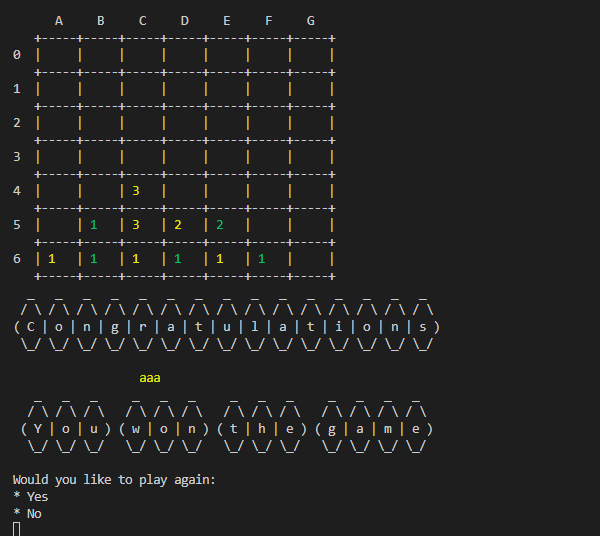 A    B    C    D    E    F    G
   +-----+-----+-----+-----+-----+-----+-----+
0  |     |     |     |     |     |     |     |
   +-----+-----+-----+-----+-----+-----+-----+
1  |     |     |     |     |     |     |     |
   +-----+-----+-----+-----+-----+-----+-----+
2  |     |     |     |     |     |     |     |
   +-----+-----+-----+-----+-----+-----+-----+
3  |     |     |     |     |     |     |     |
   +-----+-----+-----+-----+-----+-----+-----+
4  |     |     | 3   |     |     |     |     |
   +-----+-----+-----+-----+-----+-----+-----+
5  |     | 1   | 3   | 2   | 2   |     |     |
   +-----+-----+-----+-----+-----+-----+-----+
6  | 1   | 1   | 1   | 1   | 1   | 1   |     |
   +-----+-----+-----+-----+-----+-----+-----+
  _   _   _   _   _   _   _   _   _   _   _   _   _   _   _
 / \ / \ / \ / \ / \ / \ / \ / \ / \ / \ / \ / \ / \ / \ / \
( C | o | n | g | r | a | t | u | l | a | t | i | o | n | s )
 \_/ \_/ \_/ \_/ \_/ \_/ \_/ \_/ \_/ \_/ \_/ \_/ \_/ \_/ \_/
aaa
   _   _   _     _   _   _     _   _   _     _   _   _   _
  / \ / \ / \   / \ / \ / \   / \ / \ / \   / \ / \ / \ / \
 ( Y | o | u ) ( w | o | n ) ( t | h | e ) ( g | a | m | e )
  \_/ \_/ \_/   \_/ \_/ \_/   \_/ \_/ \_/   \_/ \_/ \_/ \_/
Would you like to play again:
* Yes
* No